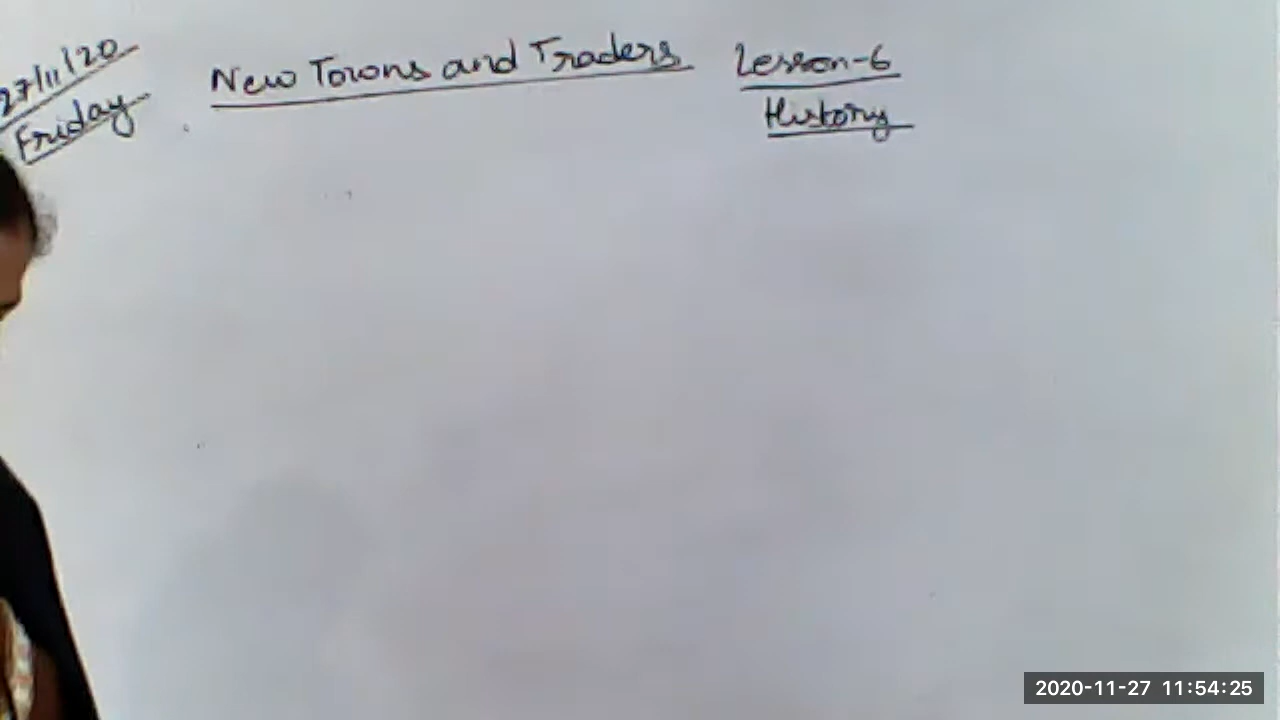 27/11/20
Friday
New Towns and Traders
Lesson-6
History
2020-11-27 11:54:25